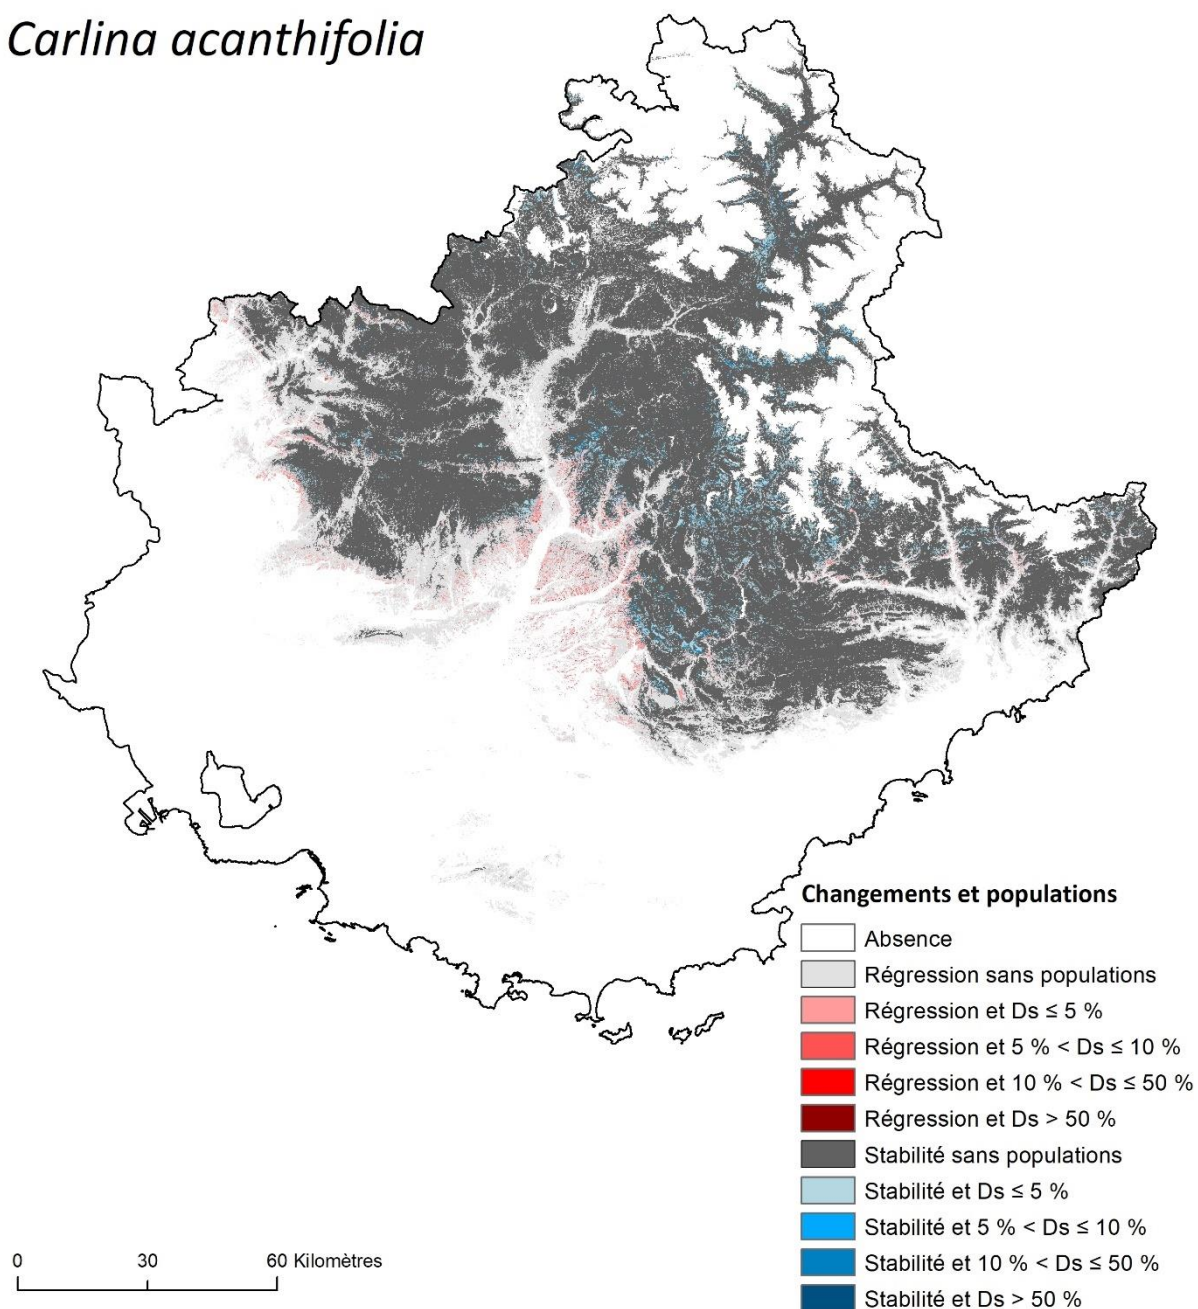 Carlina acanthifolia
Changements et populations
Absence
Régression sans populations
Régression et Ds ≤ 5 %
Régression et 5 % < Ds ≤ 10 %
Régression et 10 % < Ds ≤ 50 %
Régression et Ds > 50 %
Stabilité sans populations
Stabilité et Ds ≤ 5 %
Stabilité et 5 % < Ds ≤ 10 %
Stabilité et 10 % < Ds ≤ 50 %
Stabilité et Ds > 50 %
0 30 60 Kilomètres